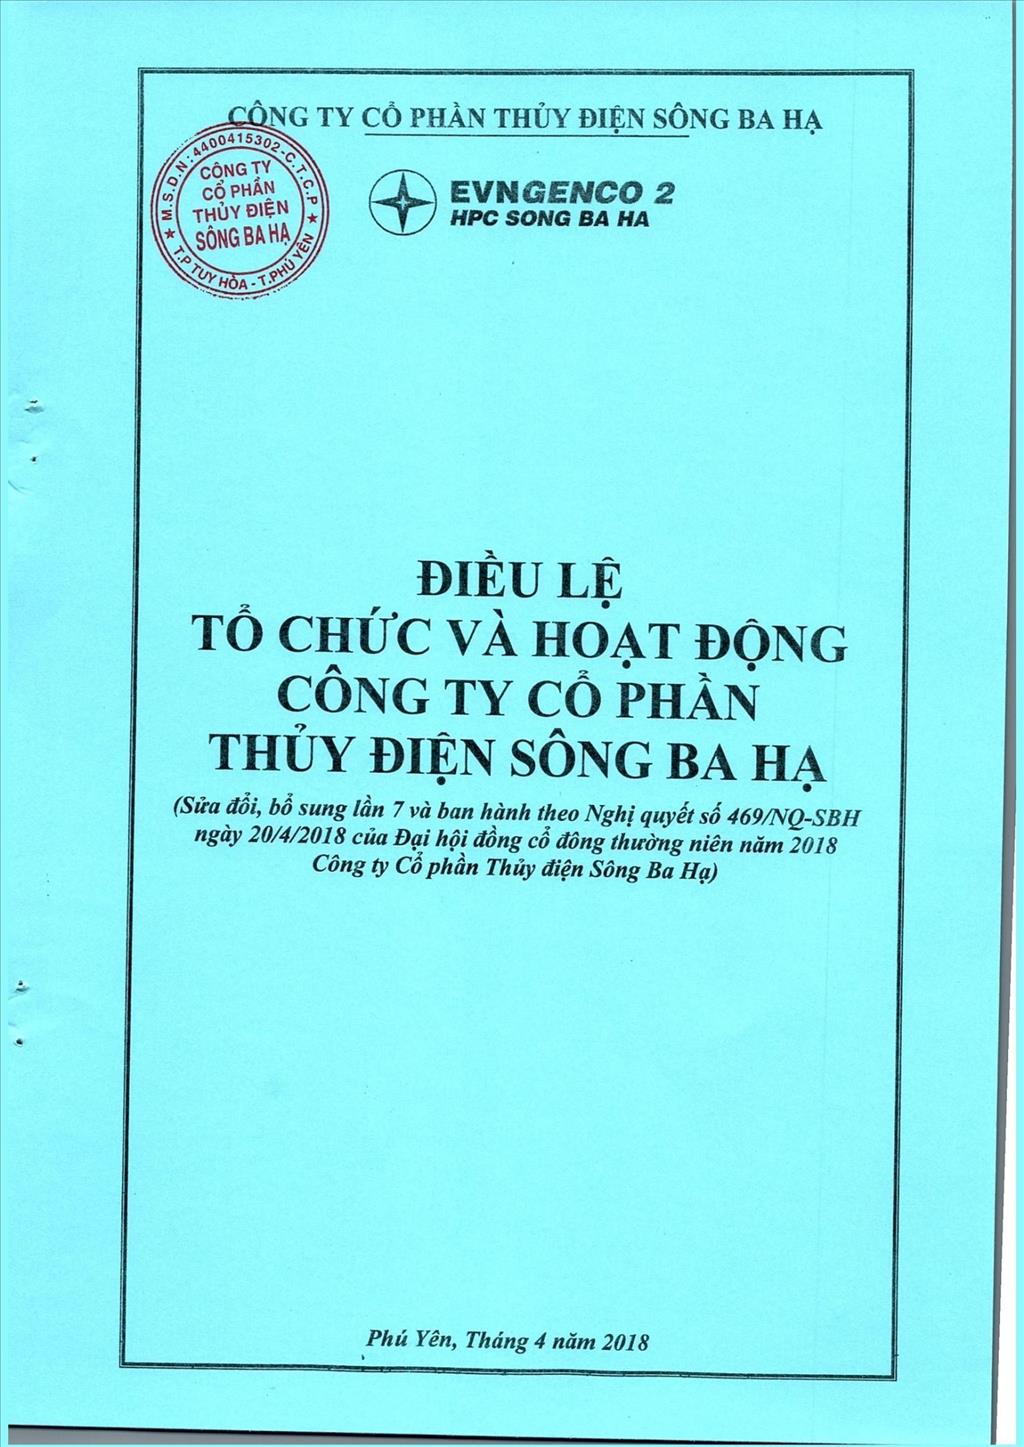 CÔNG TY CỔ PHẦN THỦY ĐIỆN SÔNG BA HẠ
M.S.D.N: 4400415302-C.T.C.P
CÔNG TY
CỔ PHẦN
THỦY ĐIỆN
SÔNG BA HẠ
★ T.P TUY HÒA - T.PHÚ YÊN ★
EVNGENCO 2
HPC SONG BA HA
ĐIỀU LỆ
TỔ CHỨC VÀ HOẠT ĐỘNG
CÔNG TY CỔ PHẦN
THỦY ĐIỆN SÔNG BA HẠ
(Sửa đổi, bổ sung lần 7 và ban hành theo Nghị quyết số 469/NQ-SBH
ngày 20/4/2018 của Đại hội đồng cổ đông thường niên năm 2018
Công ty Cổ phần Thủy điện Sông Ba Hạ)
Phú Yên, Tháng 4 năm 2018